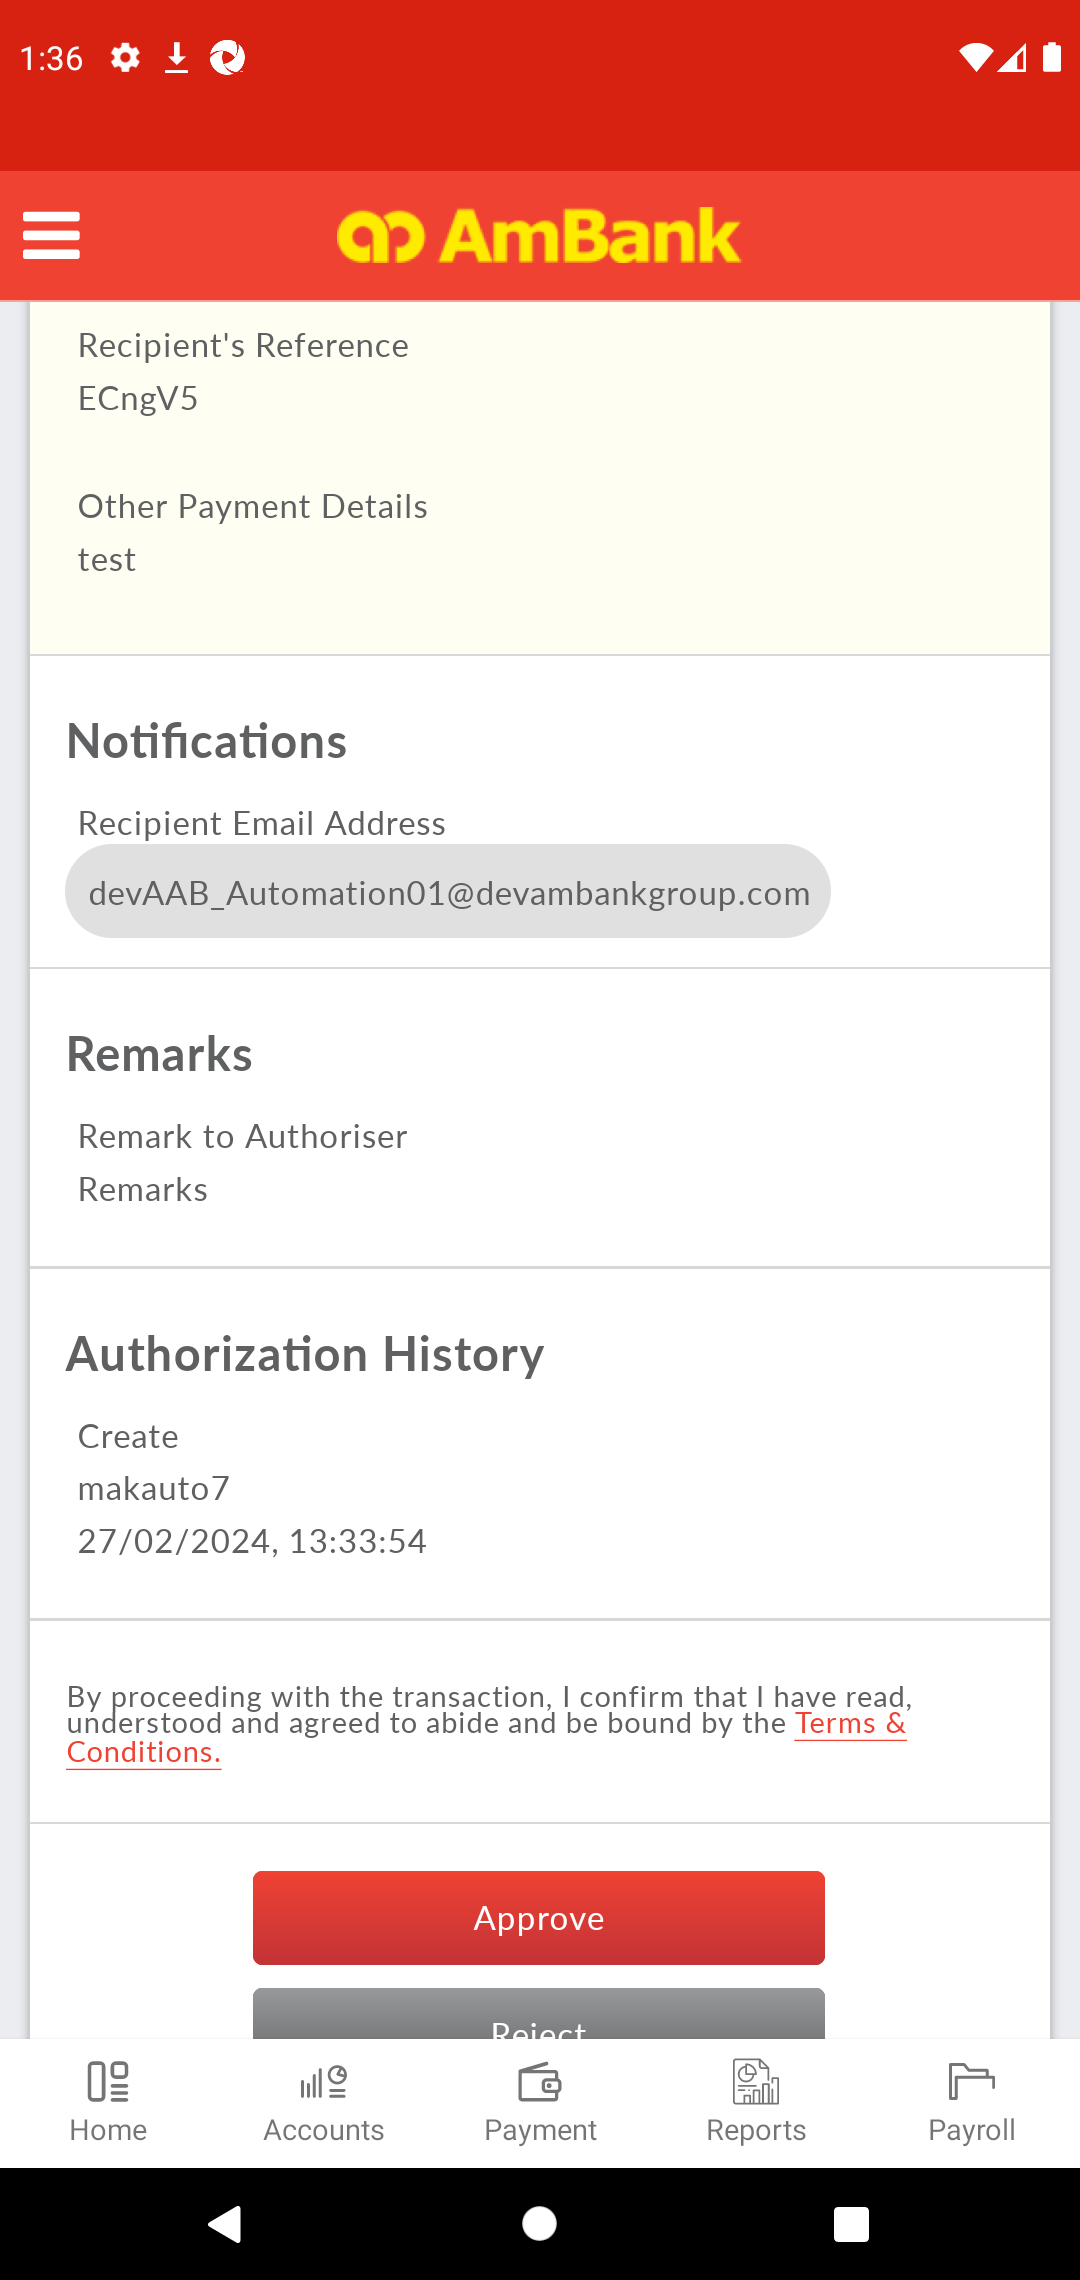 1:36
AmBank
Recipient's Reference
ECngV5
Other Payment Details
test
Notifications
Recipient Email Address
devAAB_Automation01@devambankgroup.com
Remarks
Remark to Authoriser
Remarks
Authorization History
Create
makauto7
27/02/2024, 13:33:54
By proceeding with the transaction, I confirm that I have read,
understood and agreed to abide and be bound by the Terms &
Conditions.
Approve
Reject
Home
Accounts
Payment
Reports
Payroll